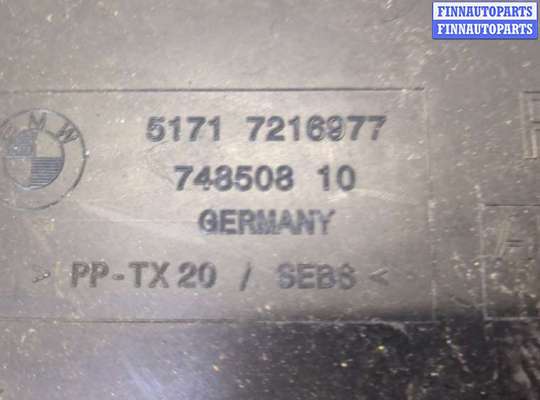 FINNAUTOPARTS
FINNAUTOPARTS
BMW
5171 7216977
748508 10
GERMANY
> PP-TX 20 / SEBS <